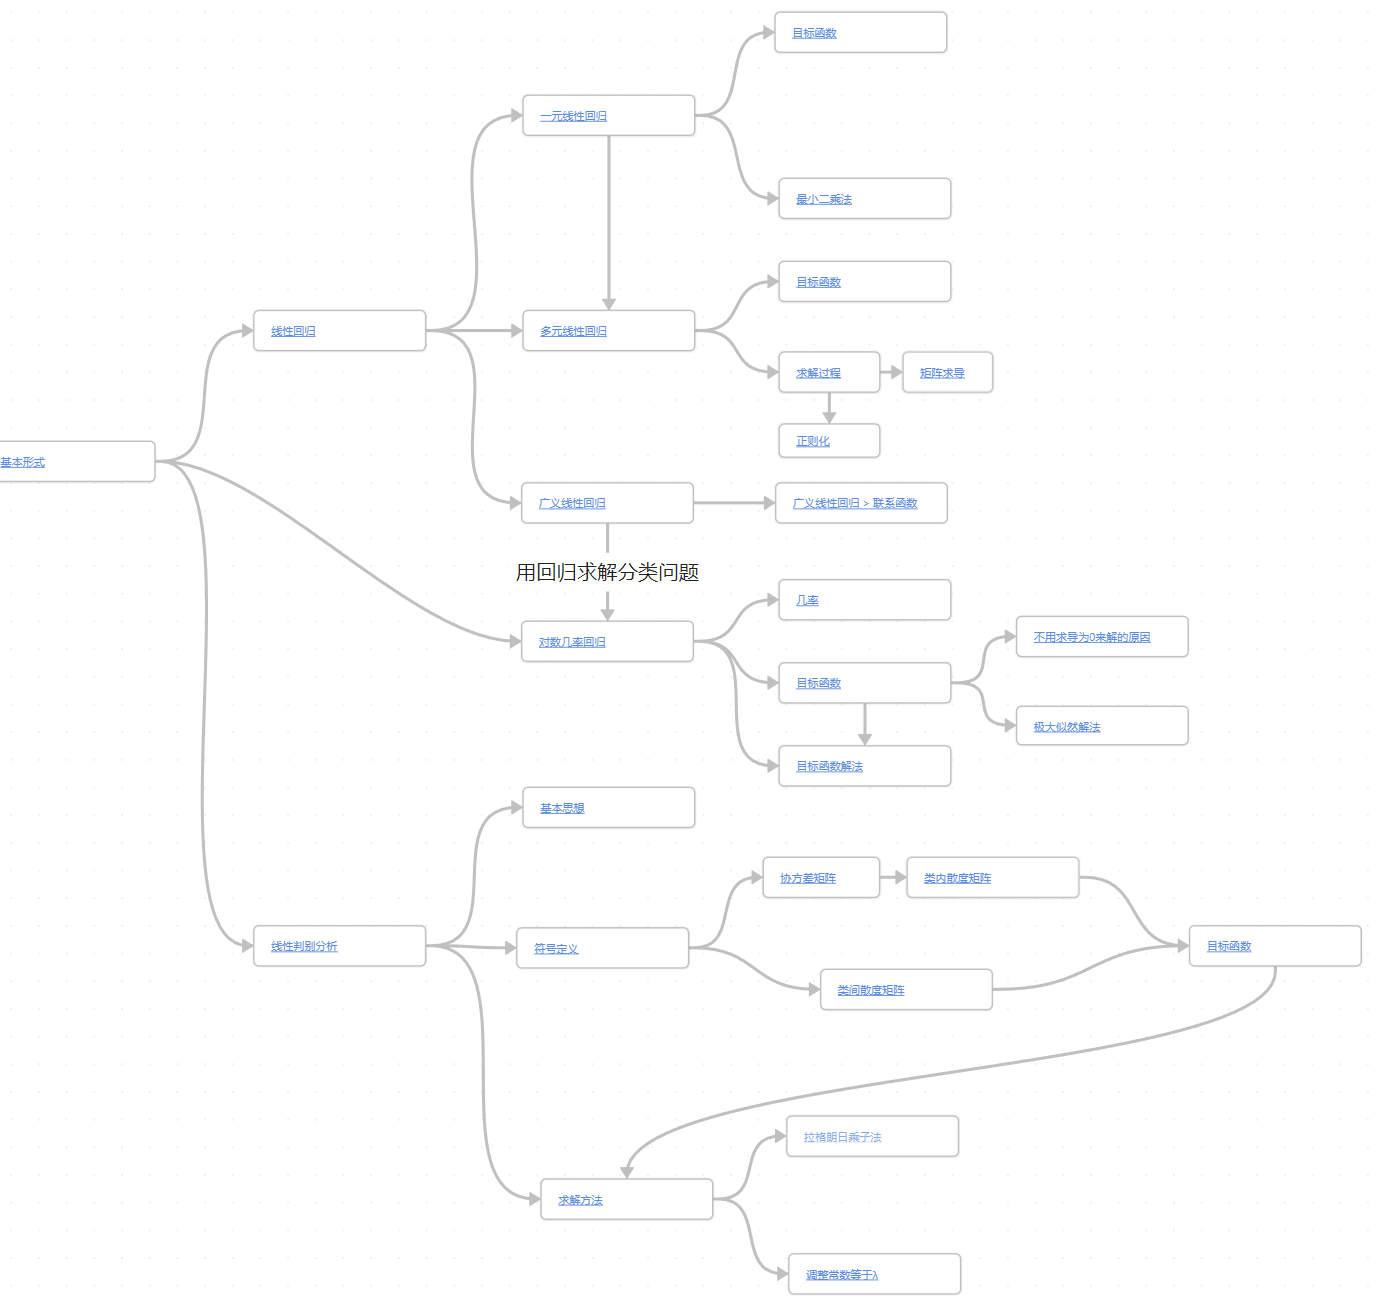 目标函数
一元线性回归
最小二乘法
目标函数
线性回归
多元线性回归
求解过程
矩阵求导
正则化
基本形式
广义线性回归
广义线性回归 > 联系函数
用回归求解分类问题
几率
对数几率回归
不用求导为0来解的原因
目标函数
极大似然解法
目标函数解法
基本思想
协方差矩阵
类内散度矩阵
线性判别分析
符号定义
目标函数
类间散度矩阵
拉格朗日乘子法
求解方法
调整常数等于λ